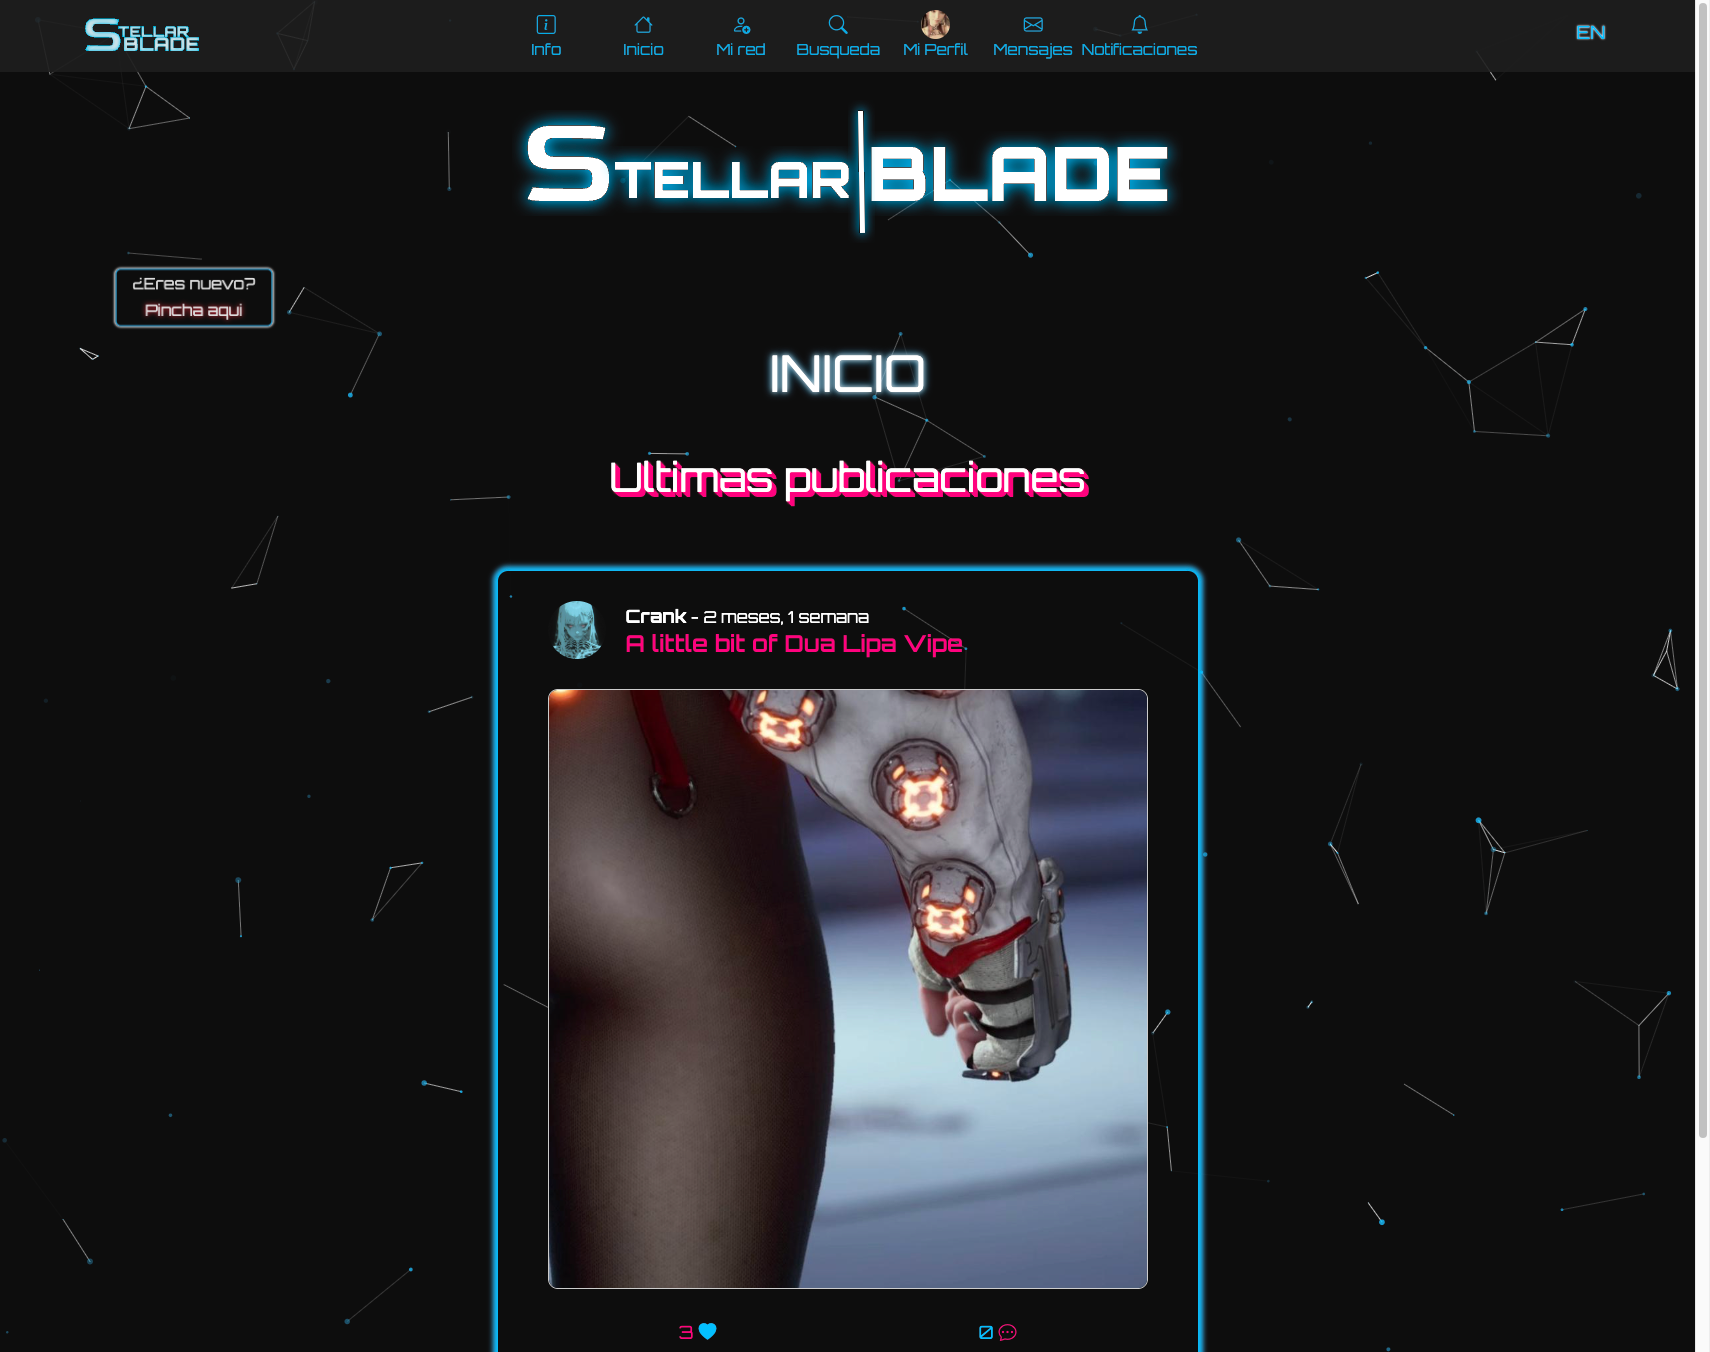 STELLAR
BLADE
Info
Inicio
Mi red
Busqueda
Mi Perfil
Mensajes
Notificaciones
EN
STELLAR BLADE
¿Eres nuevo?
Pincha aqui
INICIO
Ultimas publicaciones
Crank - 2 meses, 1 semana
A little bit of Dua Lipa Vipe
3
0